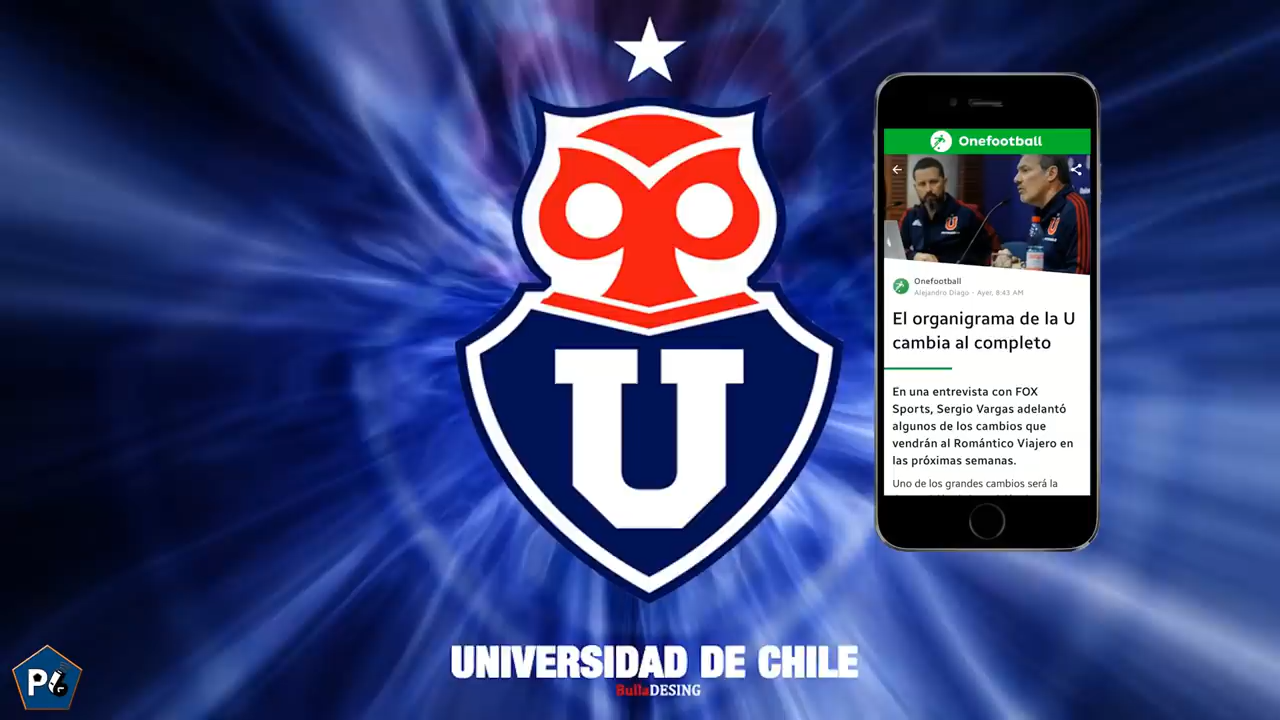 U
UNIVERSIDAD DE CHILE
BullaDESING
Onefootball
Onefootball
Alejandro Diago - Ayer, 8:43 AM
El organigrama de la U
cambia al completo
En una entrevista con FOX
Sports, Sergio Vargas adelantó
algunos de los cambios que
vendrán al Romántico Viajero en
las próximas semanas.
Uno de los grandes cambios será la
P6